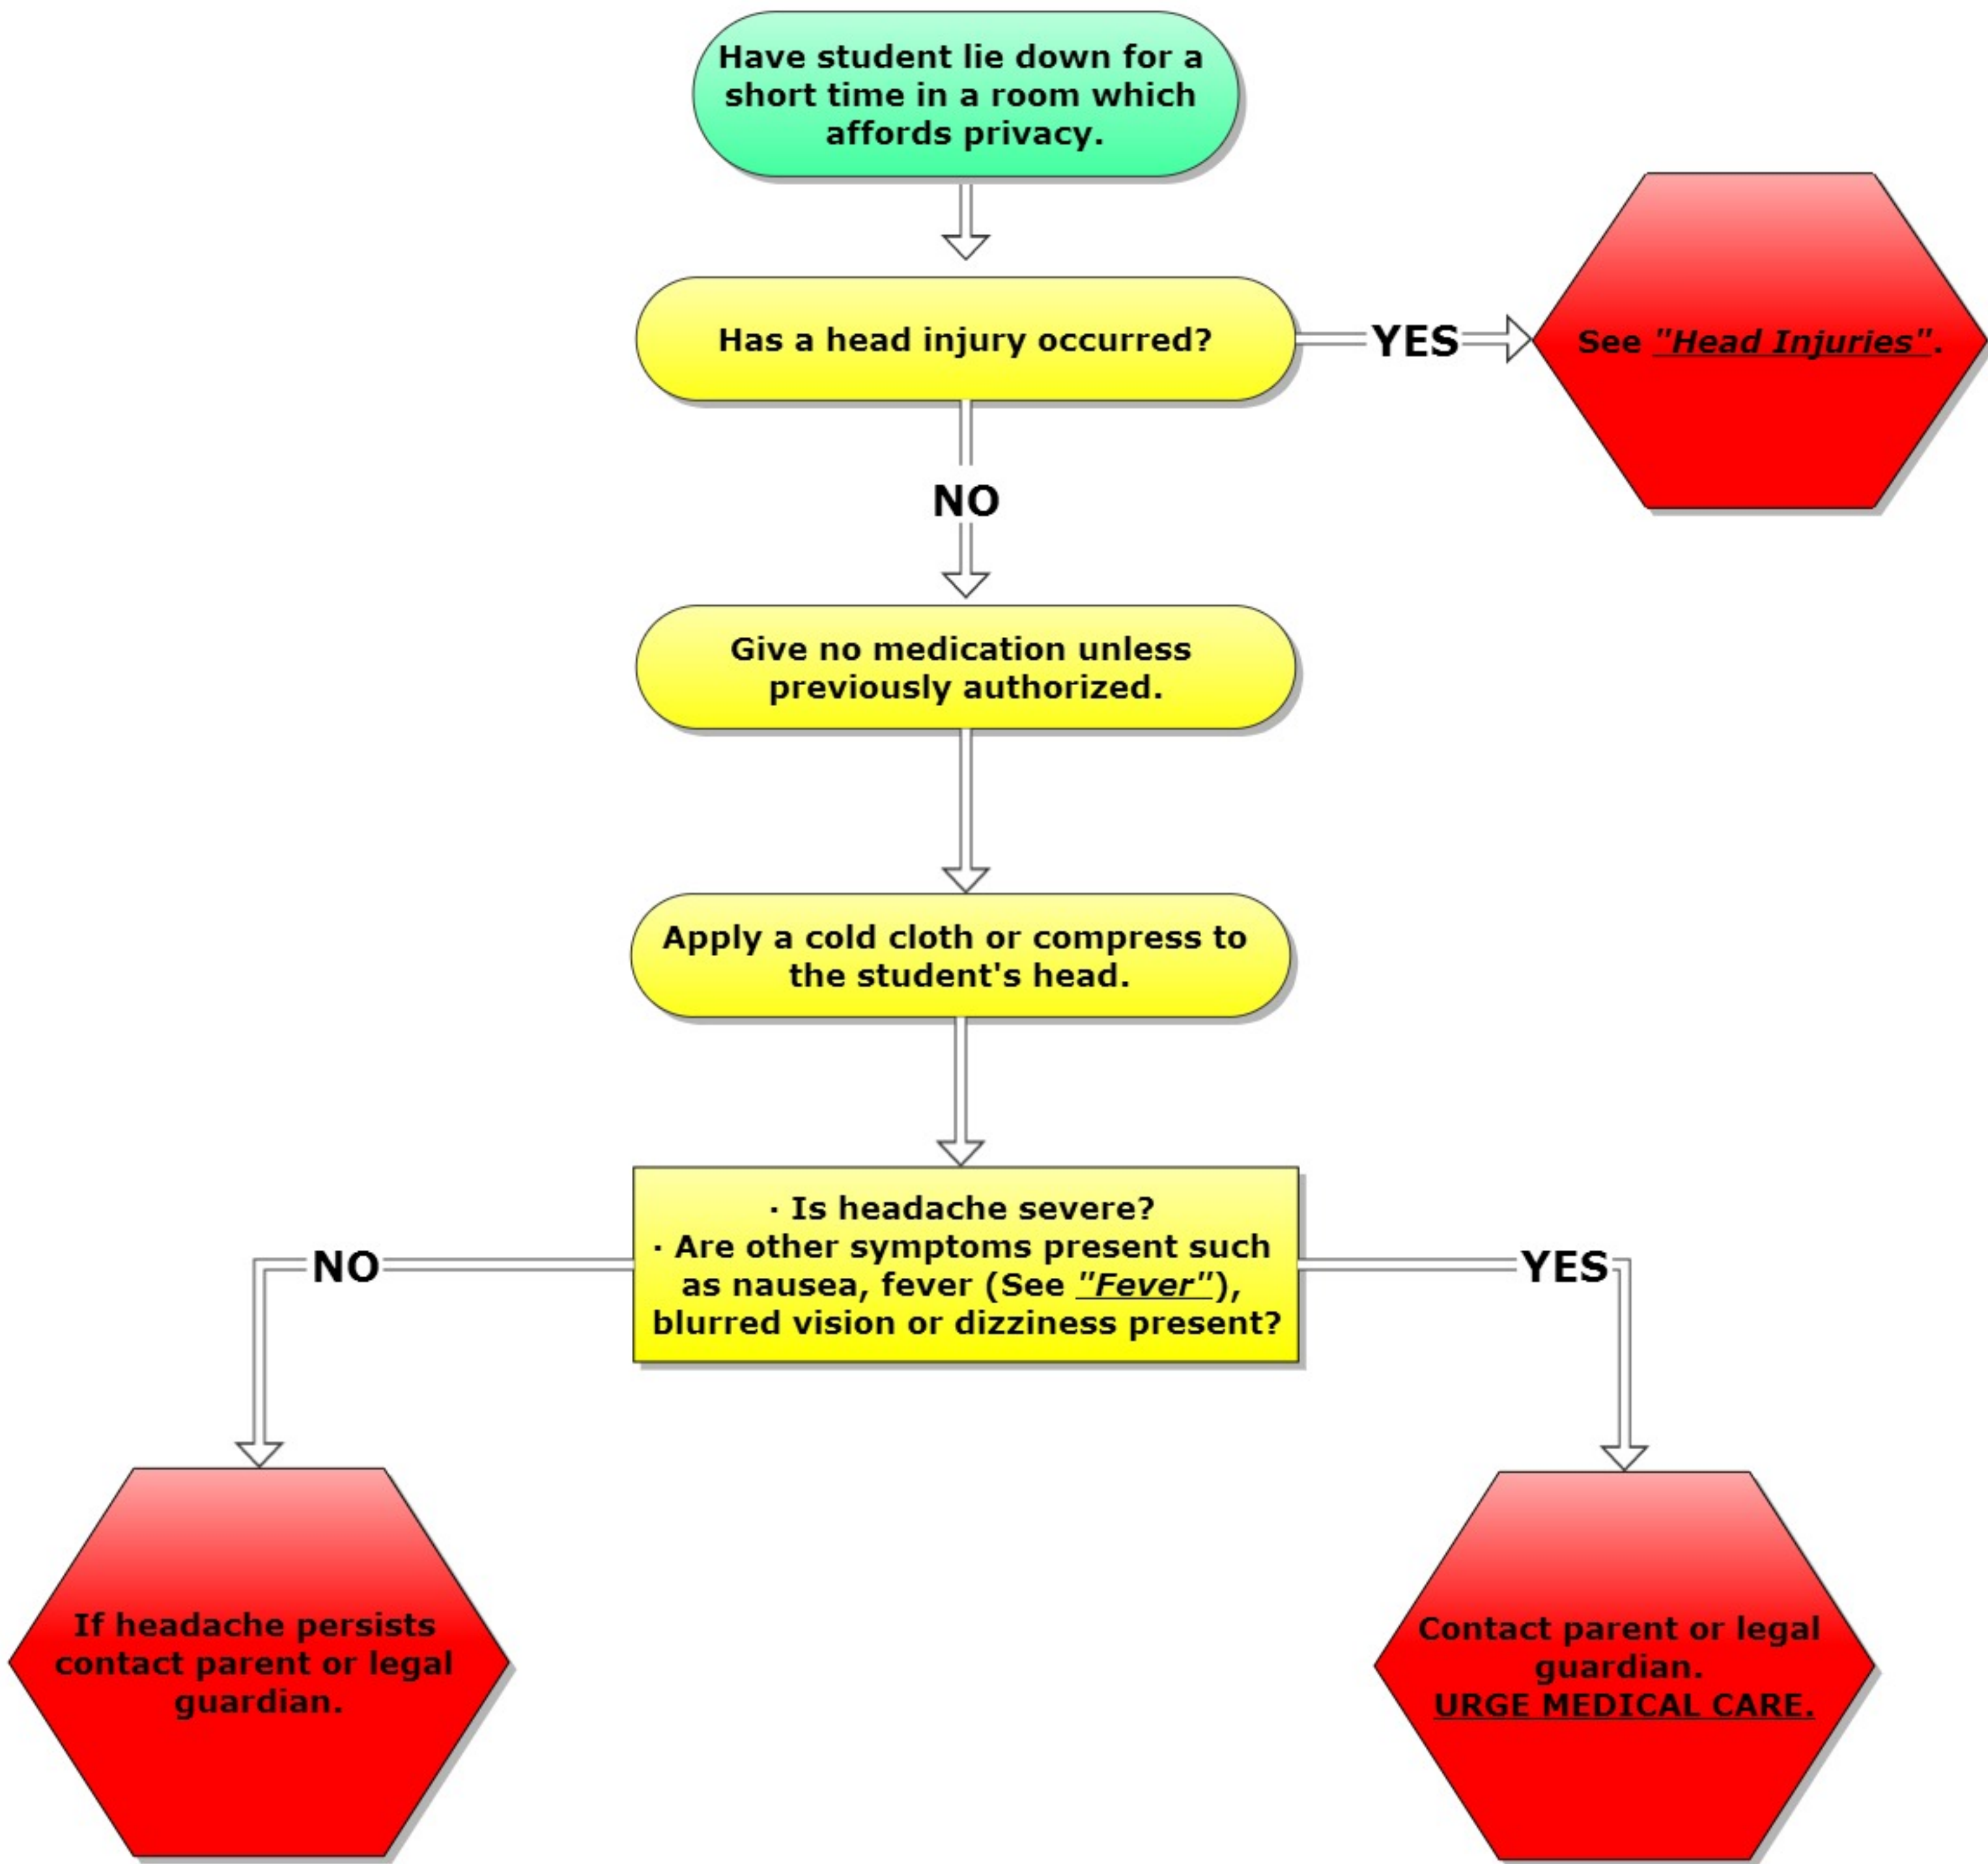 Have student lie down for a
short time in a room which
affords privacy.
Has a head injury occurred?
YES
See "Head Injuries".
NO
Give no medication unless
previously authorized.
Apply a cold cloth or compress to
the student's head.
· Is headache severe?
· Are other symptoms present such
as nausea, fever (See "Fever"),
blurred vision or dizziness present?
NO
YES
If headache persists
contact parent or legal
guardian.
Contact parent or legal
guardian.
URGE MEDICAL CARE.